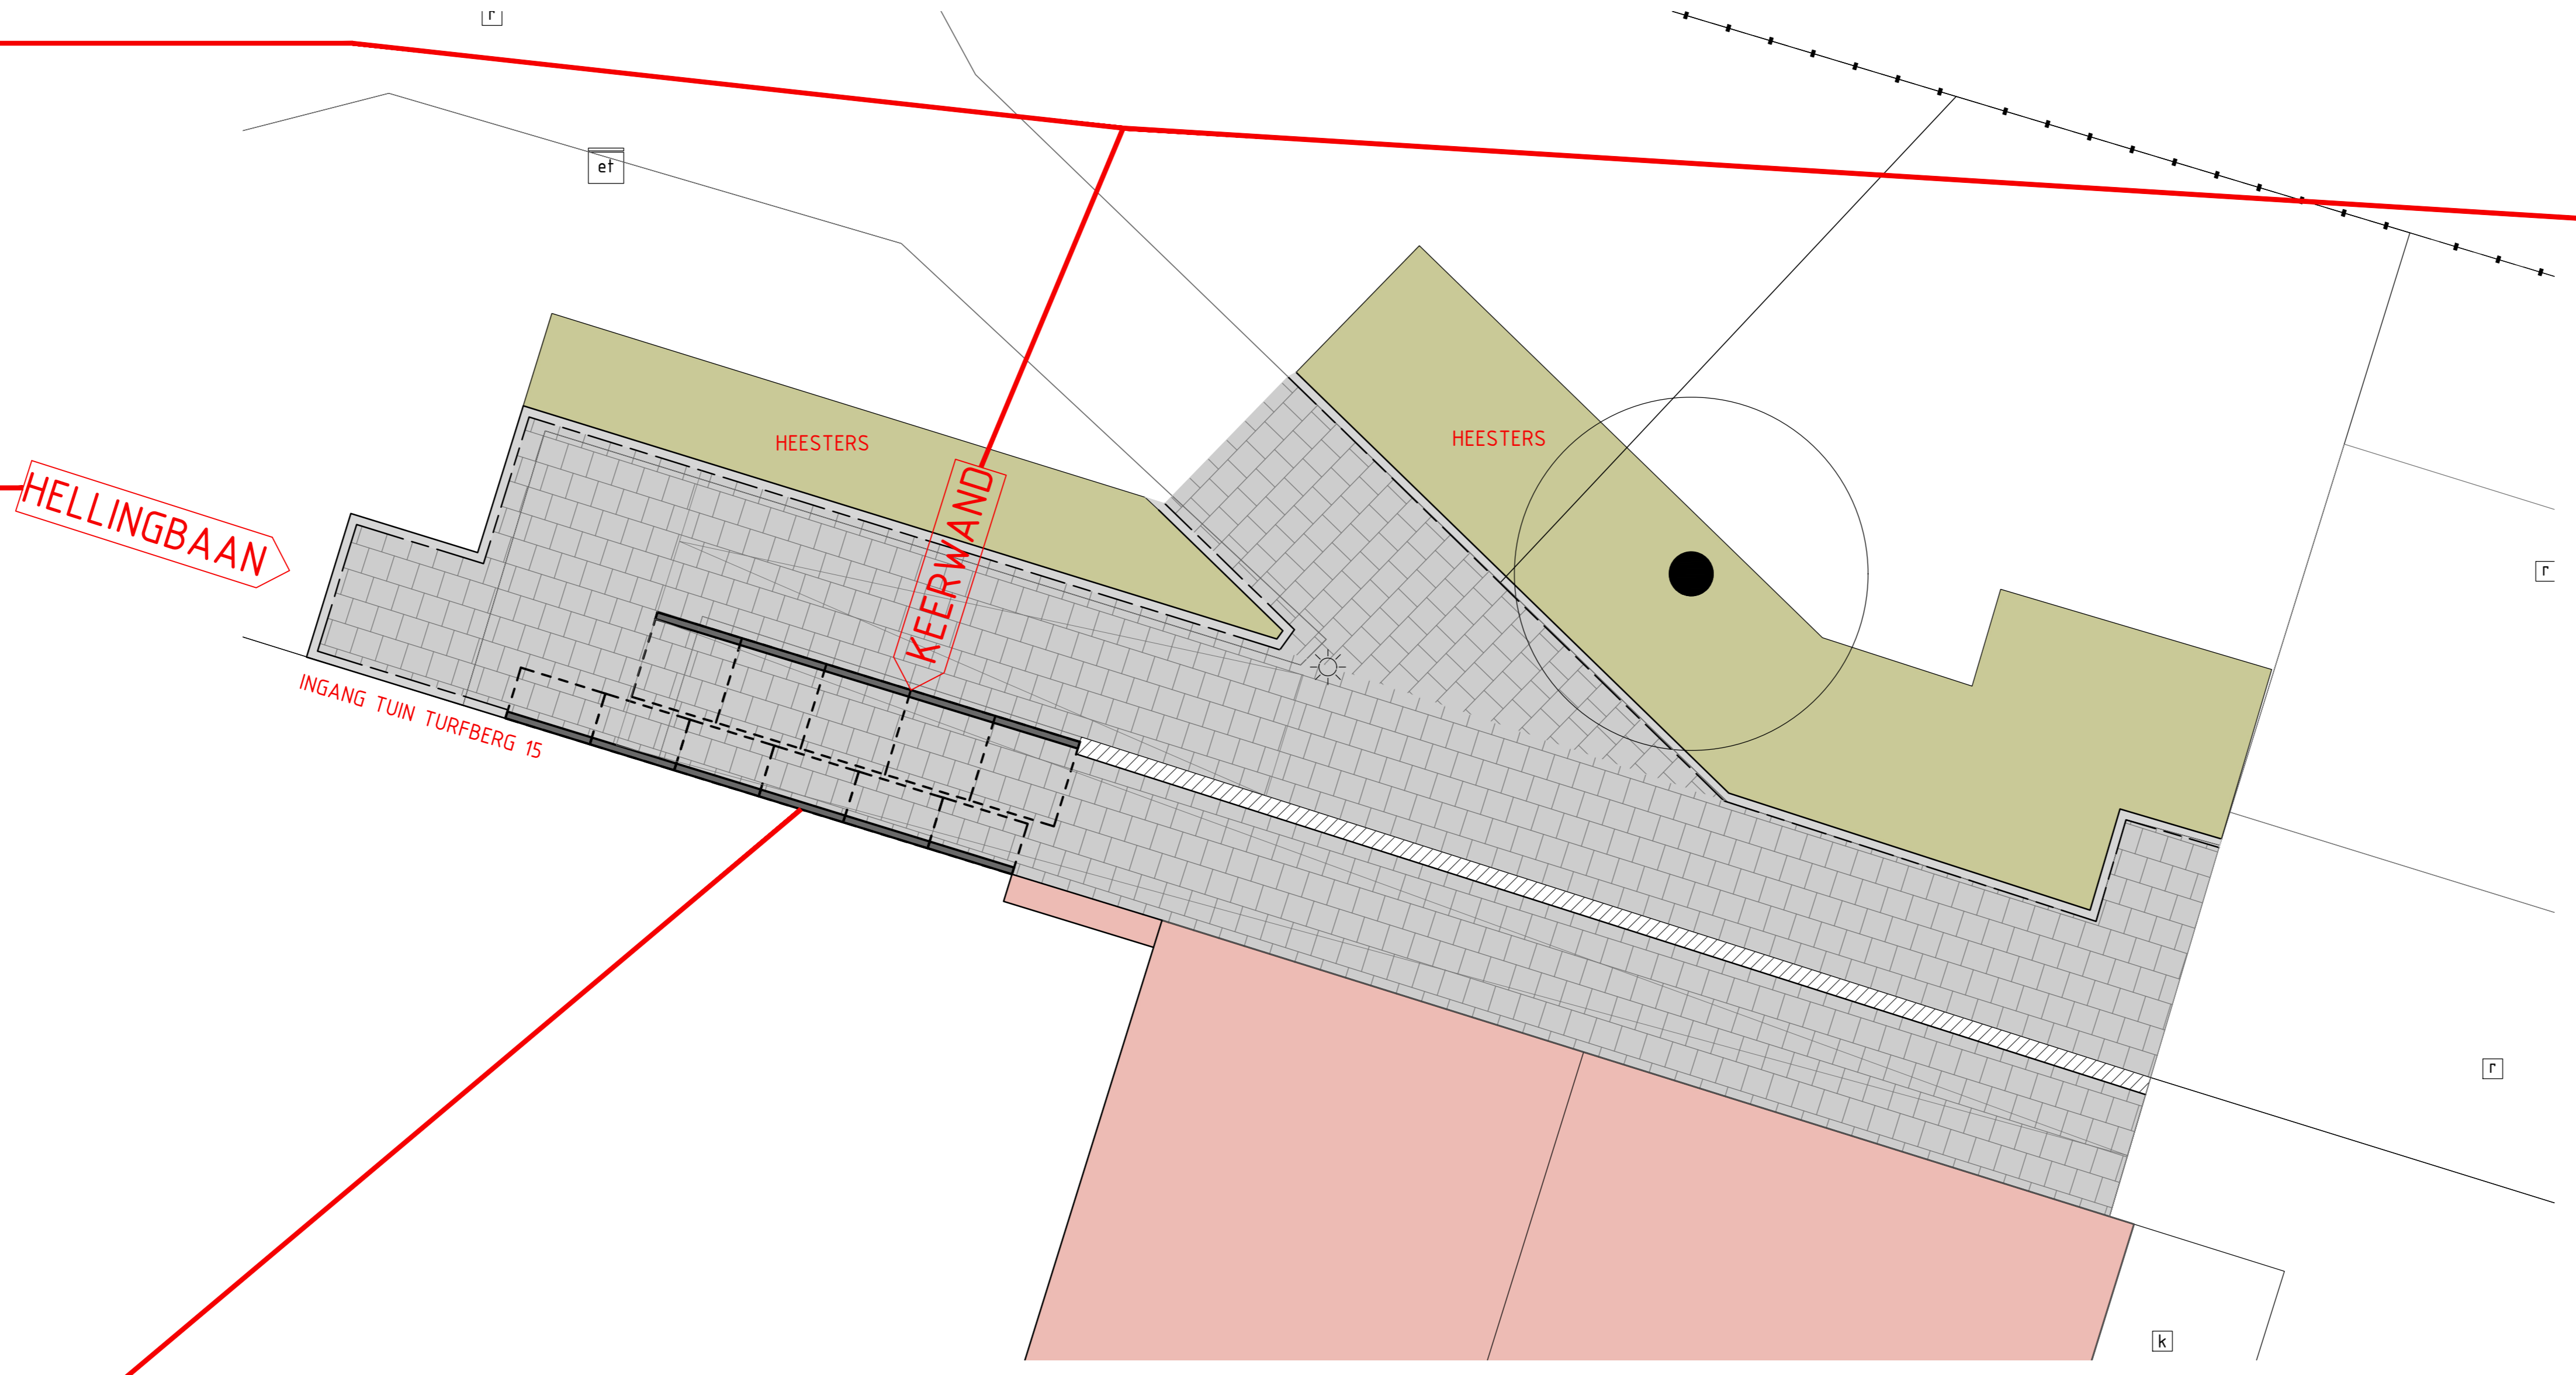 r
et
HEESTERS
HEESTERS
KEERWAND
HELLINGBAAN
r
INGANG TUIN TURFBERG 15
r
k